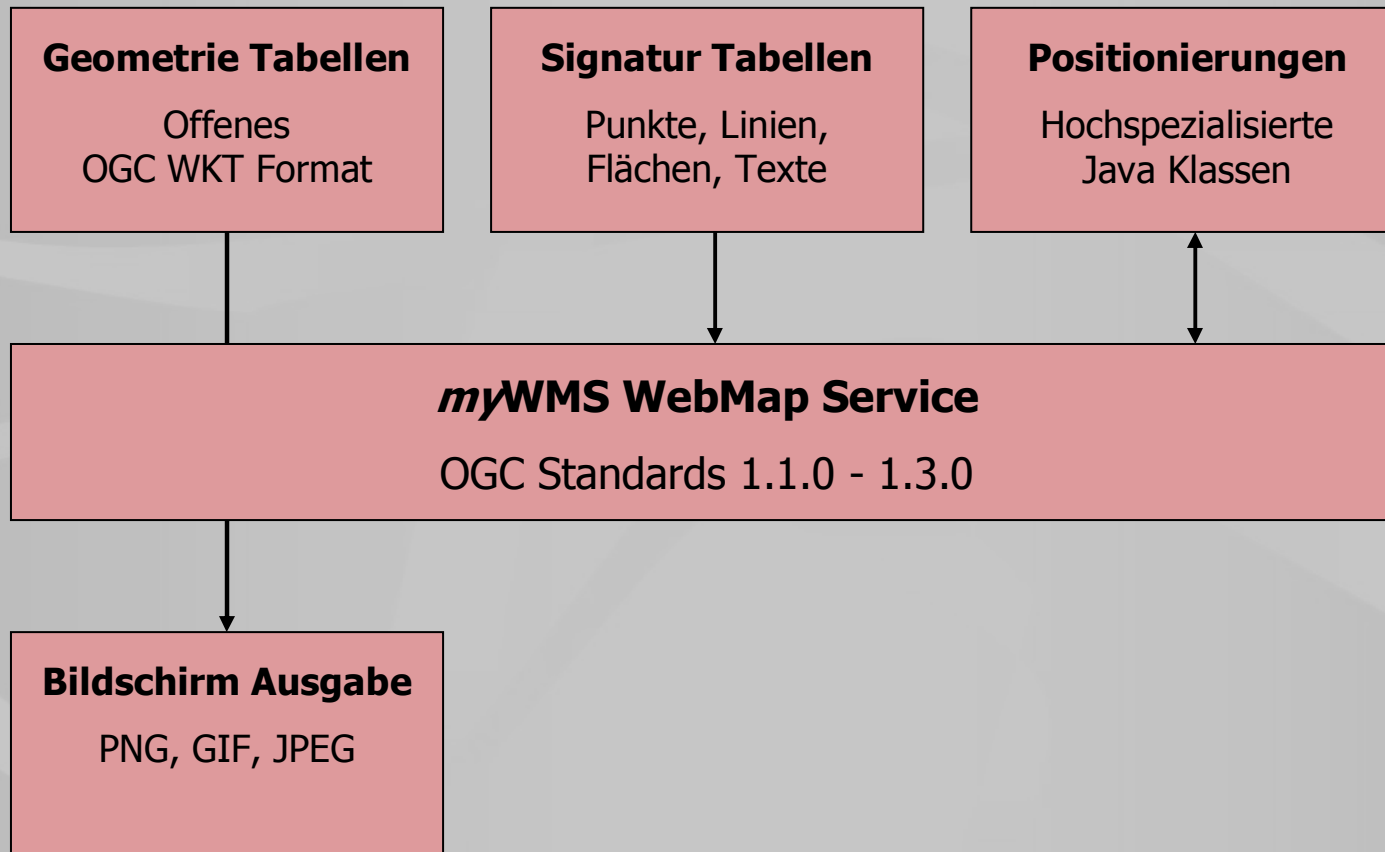 Geometrie Tabellen
Offenes
OGC WKT Format
Signatur Tabellen
Punkte, Linien,
Flächen, Texte
Positionierungen
Hochspezialisierte
Java Klassen
myWMS WebMap Service
OGC Standards 1.1.0 - 1.3.0
Bildschirm Ausgabe
PNG, GIF, JPEG